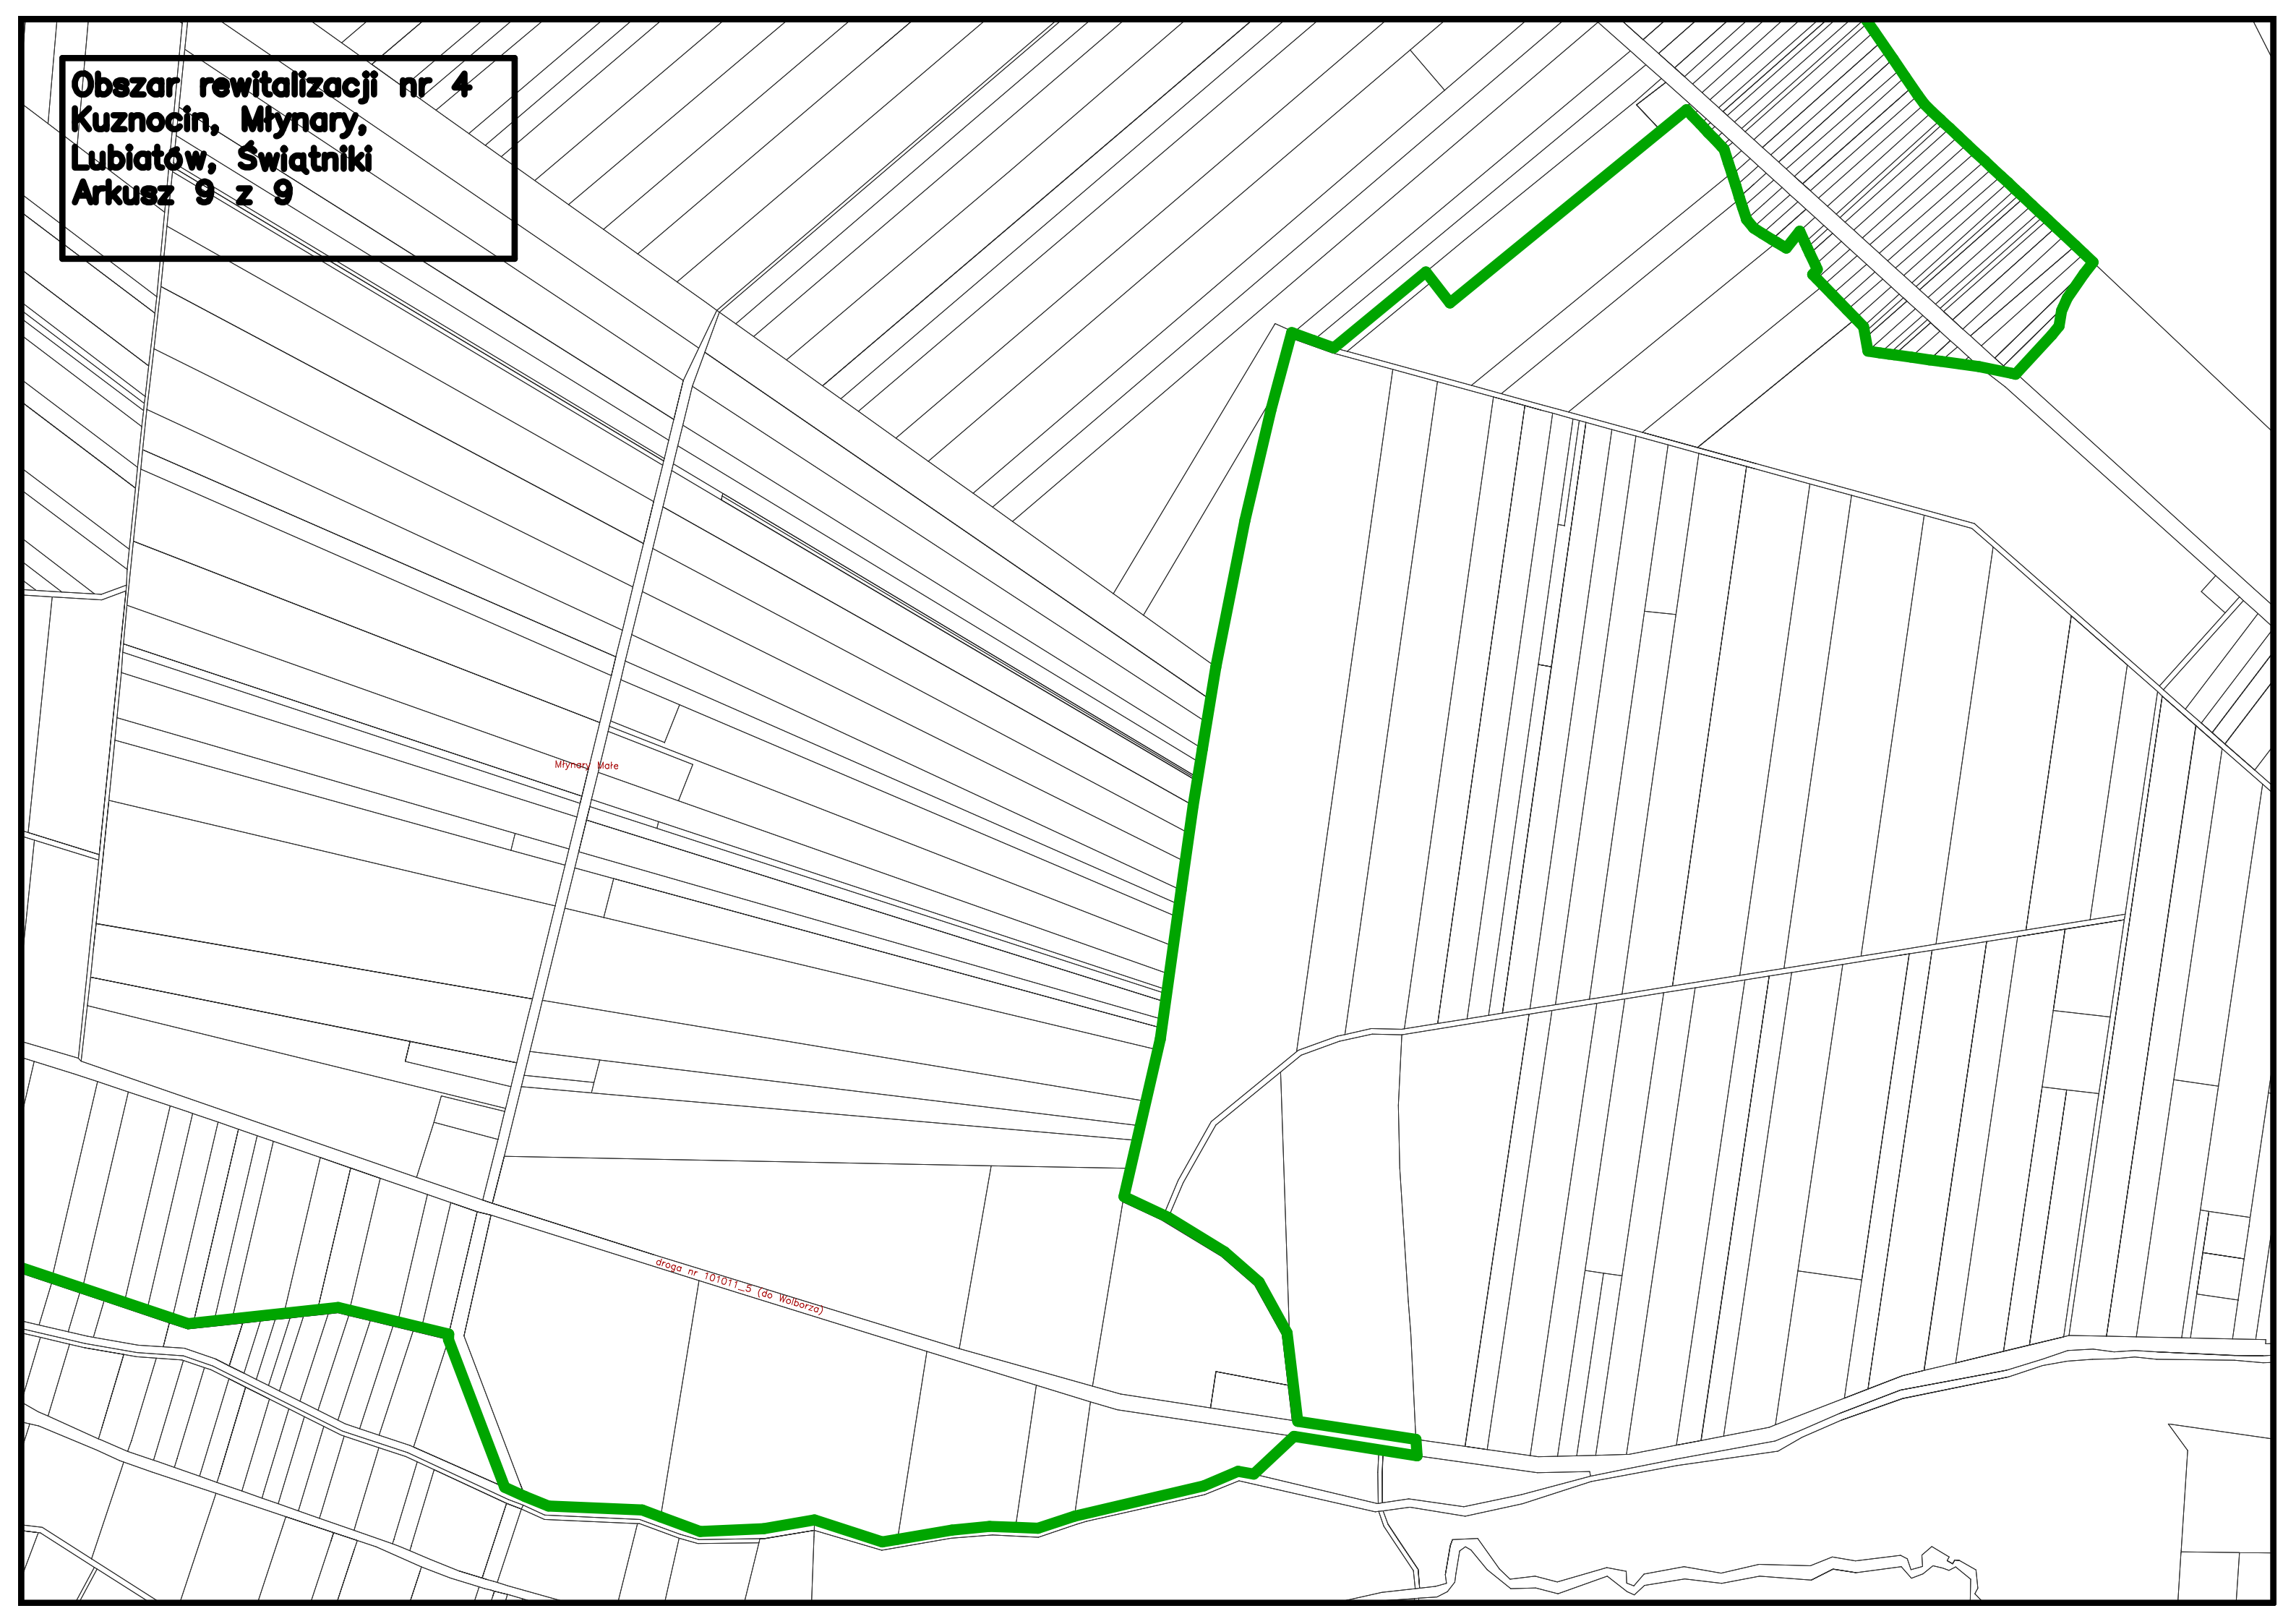 Obszar rewitalizacji nr 4
Kuznocin, Młynary,
Lubiatów, Świątniki
Arkusz 9 z 9
Młynary Małe
droga nr 101011_5 (do Wolborza)